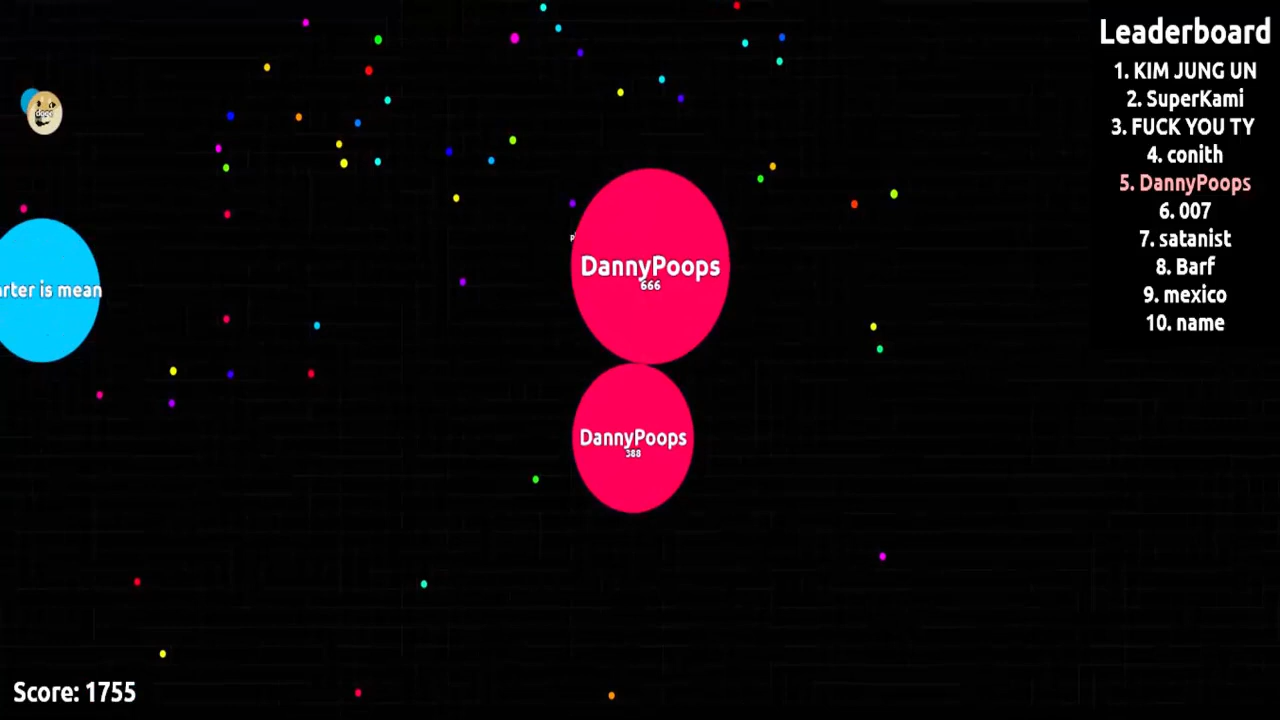 Leaderboard
1. KIM JUNG UN
2. SuperKami
3. FUCK YOU TY
4. conith
5. DannyPoops
6. 007
7. satanist
8. Barf
9. mexico
10. name
doge
DannyPoops
666
arter is mean
DannyPoops
388
Score: 1755